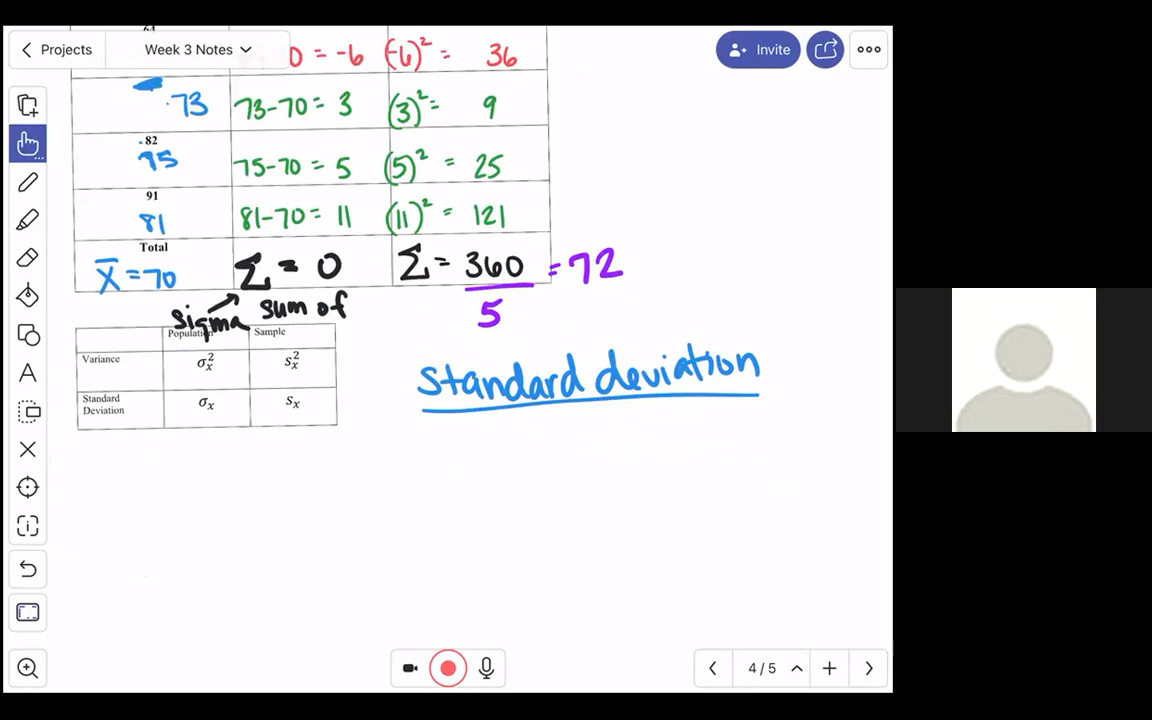 Projects
Week 3 Notes
Invite
0 = -6
(-6)² =
36
73
73-70 = 3
(3)² =
9
82
75
75-70 = 5
(5)² = 25
91
81
81-70 = 11
(11)² = 121
Total
X̄ = 70
Σ = 0
Σ = 360 = 72
5
sigma
sum of
Population
Sample
Variance
σ²x
s²x
Standard
Deviation
σx
sx
Standard deviation
4/5